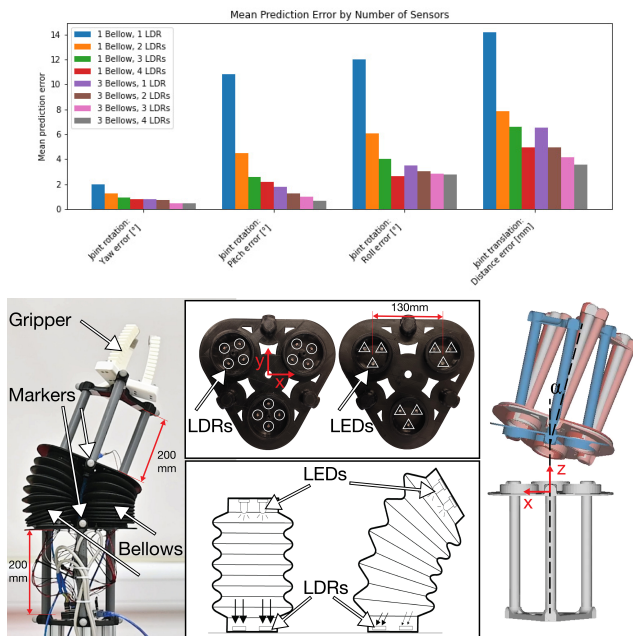 Mean Prediction Error by Number of Sensors
Mean prediction error
14
12
10
8
6
4
2
0
1 Bellow, 1 LDR
1 Bellow, 2 LDRs
1 Bellow, 3 LDRs
1 Bellow, 4 LDRs
3 Bellows, 1 LDR
3 Bellows, 2 LDRs
3 Bellows, 3 LDRs
3 Bellows, 4 LDRs
Joint rotation:
Yaw error [°]
Joint rotation:
Pitch error [°]
Joint rotation:
Roll error [°]
Joint translation:
Distance error [mm]
Gripper
Markers
200
mm
Bellows
200
mm
130mm
y
x
LDRs
LEDs
LEDs
LDRs
α
z
x